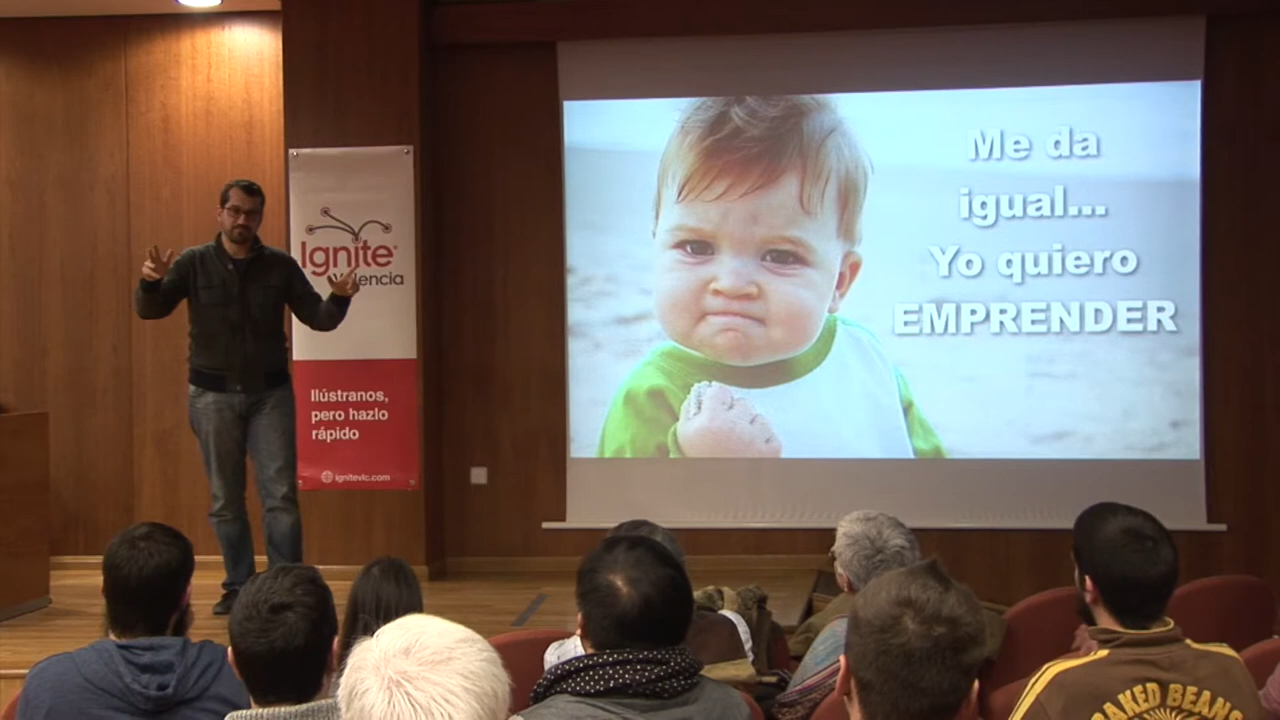 Ignite
Valencia
Ilústranos,
pero hazlo
rápido
ignitevlc.com
Me da
igual...
Yo quiero
EMPRENDER
BAKED BEANS